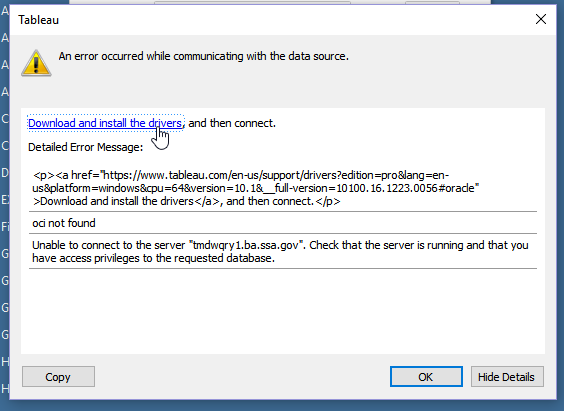 Tableau
An error occurred while communicating with the data source.
Download and install the drivers, and then connect.
Detailed Error Message:
<p><a href="https://www.tableau.com/en-us/support/drivers?edition=pro&lang=en-
us&platform=windows&cpu=64&version=10.1&__full-version=10100.16.1223.0056#oracle"
>Download and install the drivers</a>, and then connect.</p>
oci not found
Unable to connect to the server "tmdwqry1.ba.ssa.gov". Check that the server is running and that you
have access privileges to the requested database.
Copy
OK
Hide Details
A
A
A
A
C
C
D
E
Fi
G
G
G
G
H
H